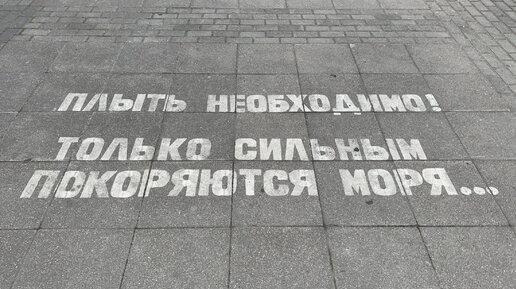 ПЛЫТЬ НЕОБХОДИМО!
ТОЛЬКО СИЛЬНЫМ
ПОКОРЯЮТСЯ МОРЯ...